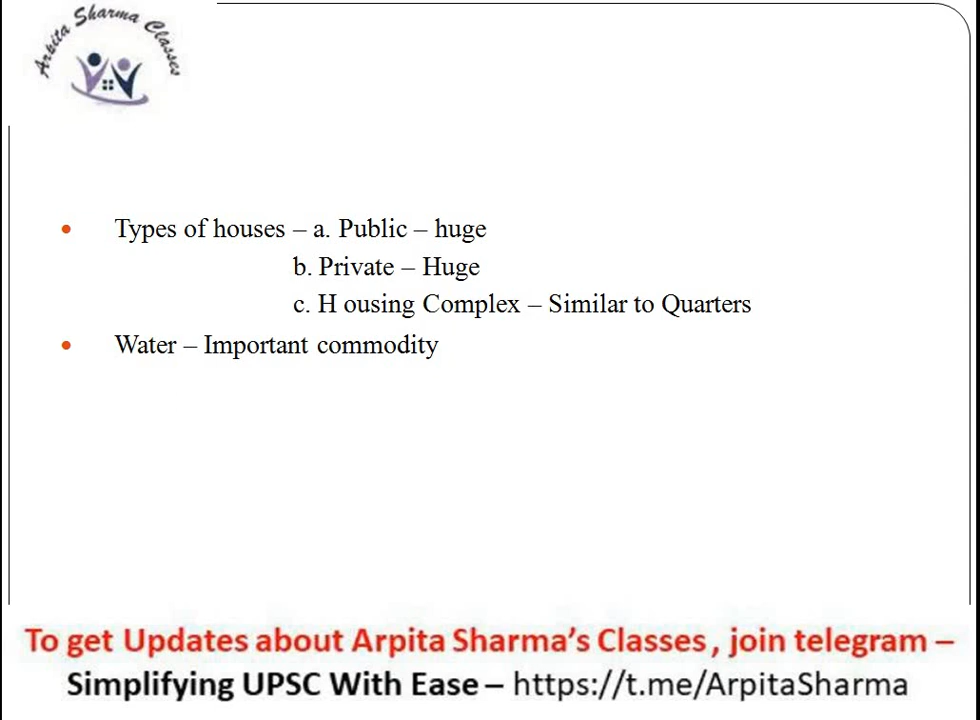 Arpita Sharma Classes
• Types of houses – a. Public – huge
b. Private – Huge
c. H ousing Complex – Similar to Quarters
• Water – Important commodity
To get Updates about Arpita Sharma's Classes, join telegram –
Simplifying UPSC With Ease – https://t.me/ArpitaSharma